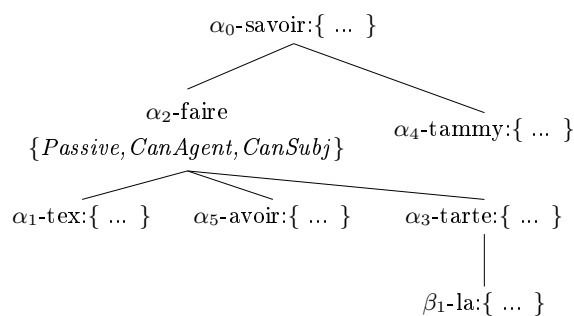 α₀-savoir:{ ... }
α₂-faire
{Passive,CanAgent,CanSubj}
α₄-tammy:{ ... }
α₁-tex:{ ... } α₅-avoir:{ ... } α₃-tarte:{ ... }
β₁-la:{ ... }